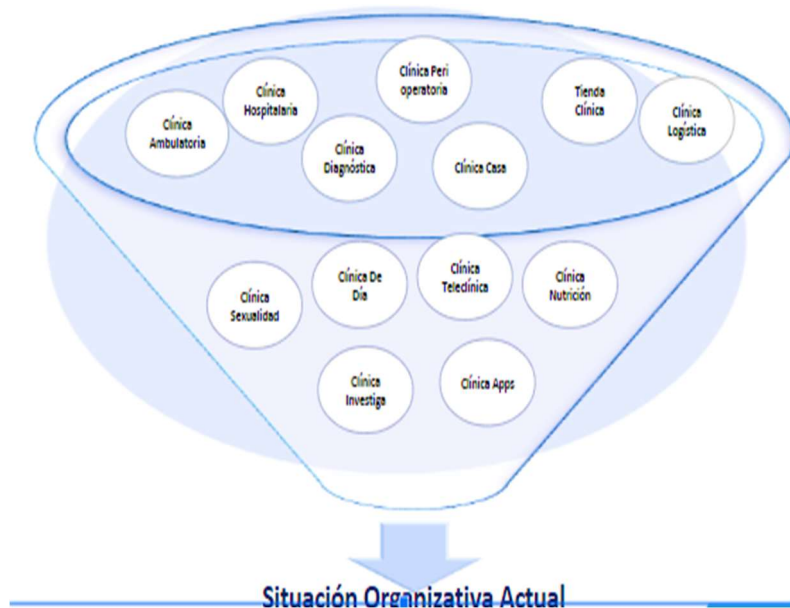 Clínica Peri
operatoria
Clínica
Hospitalaria
Tienda
Clínica
Clínica
Logística
Clínica
Ambulatoria
Clínica
Diagnóstica
Clínica Casa
Clínica De
Día
Clínica
Teleclínica
Clínica
Nutrición
Clínica
Sexualidad
Clínica
Investiga
Clínica Apps
Situación Organizativa Actual